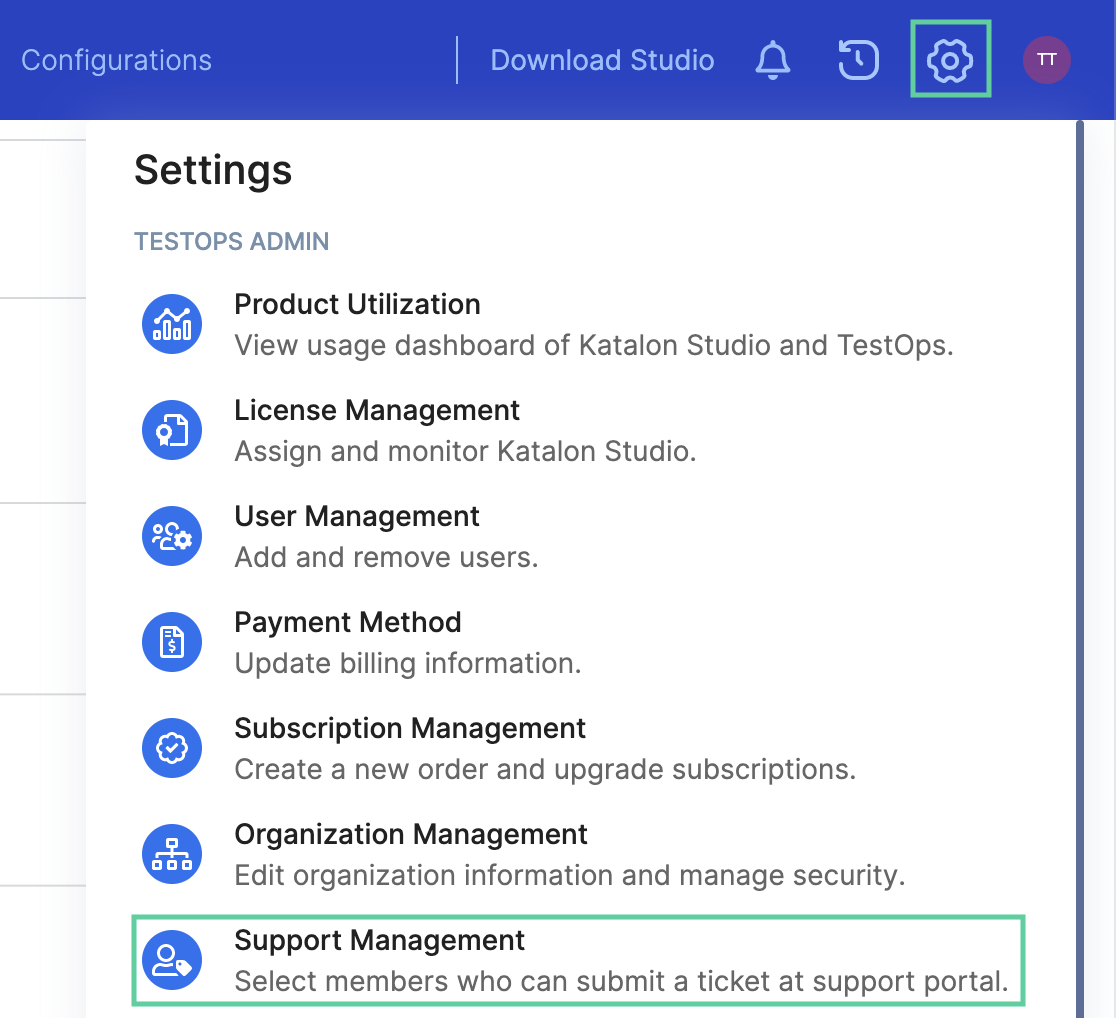 Configurations
Download Studio
TT
Settings
TESTOPS ADMIN
Product Utilization
View usage dashboard of Katalon Studio and TestOps.
License Management
Assign and monitor Katalon Studio.
User Management
Add and remove users.
Payment Method
Update billing information.
Subscription Management
Create a new order and upgrade subscriptions.
Organization Management
Edit organization information and manage security.
Support Management
Select members who can submit a ticket at support portal.